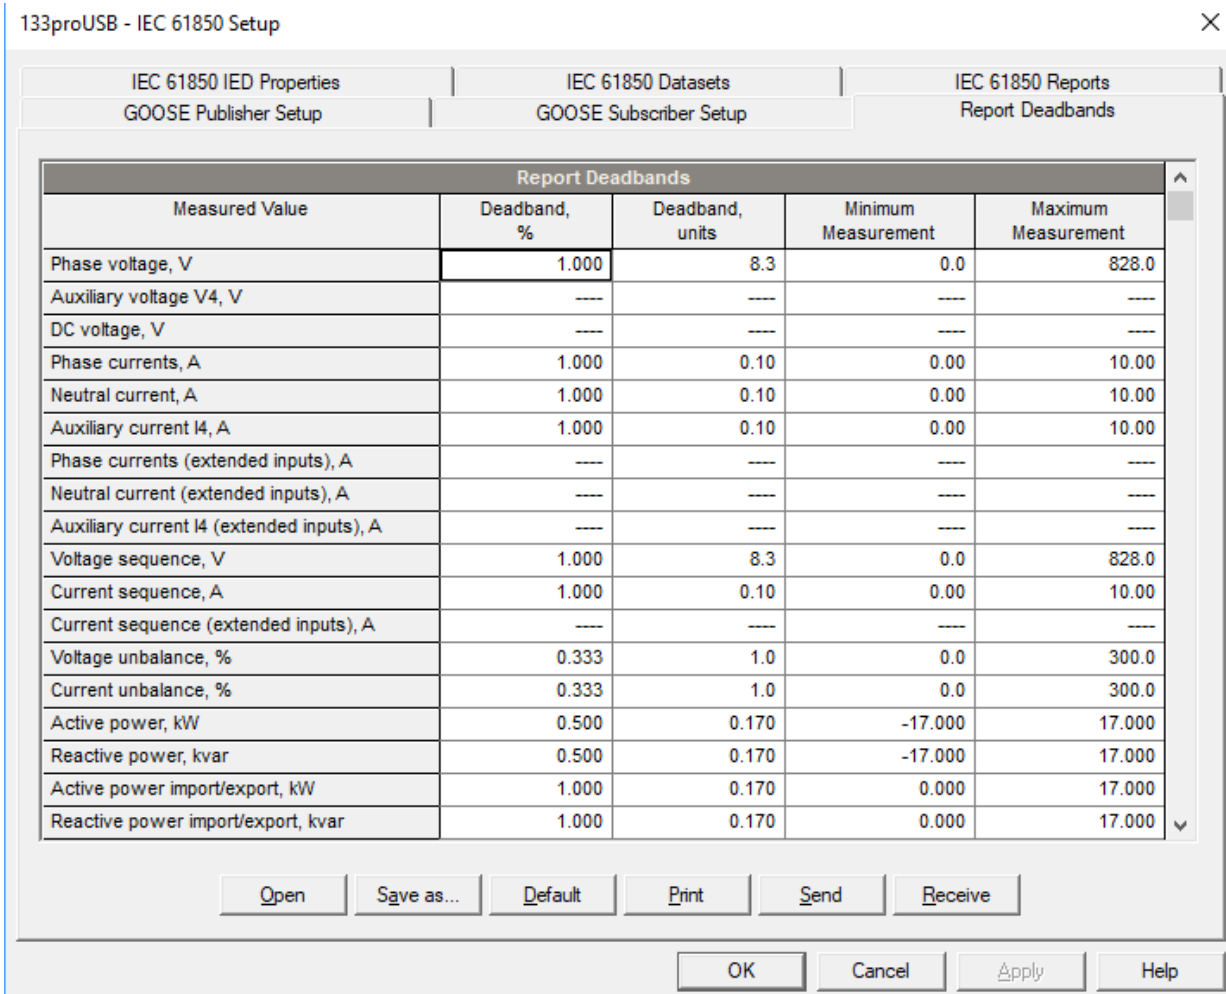 133proUSB - IEC 61850 Setup
IEC 61850 IED Properties IEC 61850 Datasets IEC 61850 Reports
GOOSE Publisher Setup GOOSE Subscriber Setup Report Deadbands
Report Deadbands
Measured Value Deadband, % Deadband, units Minimum Measurement Maximum Measurement
Phase voltage, V 1.000 8.3 0.0 828.0
Auxiliary voltage V4, V ---- ---- ---- ----
DC voltage, V ---- ---- ---- ----
Phase currents, A 1.000 0.10 0.00 10.00
Neutral current, A 1.000 0.10 0.00 10.00
Auxiliary current I4, A 1.000 0.10 0.00 10.00
Phase currents (extended inputs), A ---- ---- ---- ----
Neutral current (extended inputs), A ---- ---- ---- ----
Auxiliary current I4 (extended inputs), A ---- ---- ---- ----
Voltage sequence, V 1.000 8.3 0.0 828.0
Current sequence, A 1.000 0.10 0.00 10.00
Current sequence (extended inputs), A ---- ---- ---- ----
Voltage unbalance, % 0.333 1.0 0.0 300.0
Current unbalance, % 0.333 1.0 0.0 300.0
Active power, kW 0.500 0.170 -17.000 17.000
Reactive power, kvar 0.500 0.170 -17.000 17.000
Active power import/export, kW 1.000 0.170 0.000 17.000
Reactive power import/export, kvar 1.000 0.170 0.000 17.000
Open Save as... Default Print Send Receive
OK Cancel Apply Help